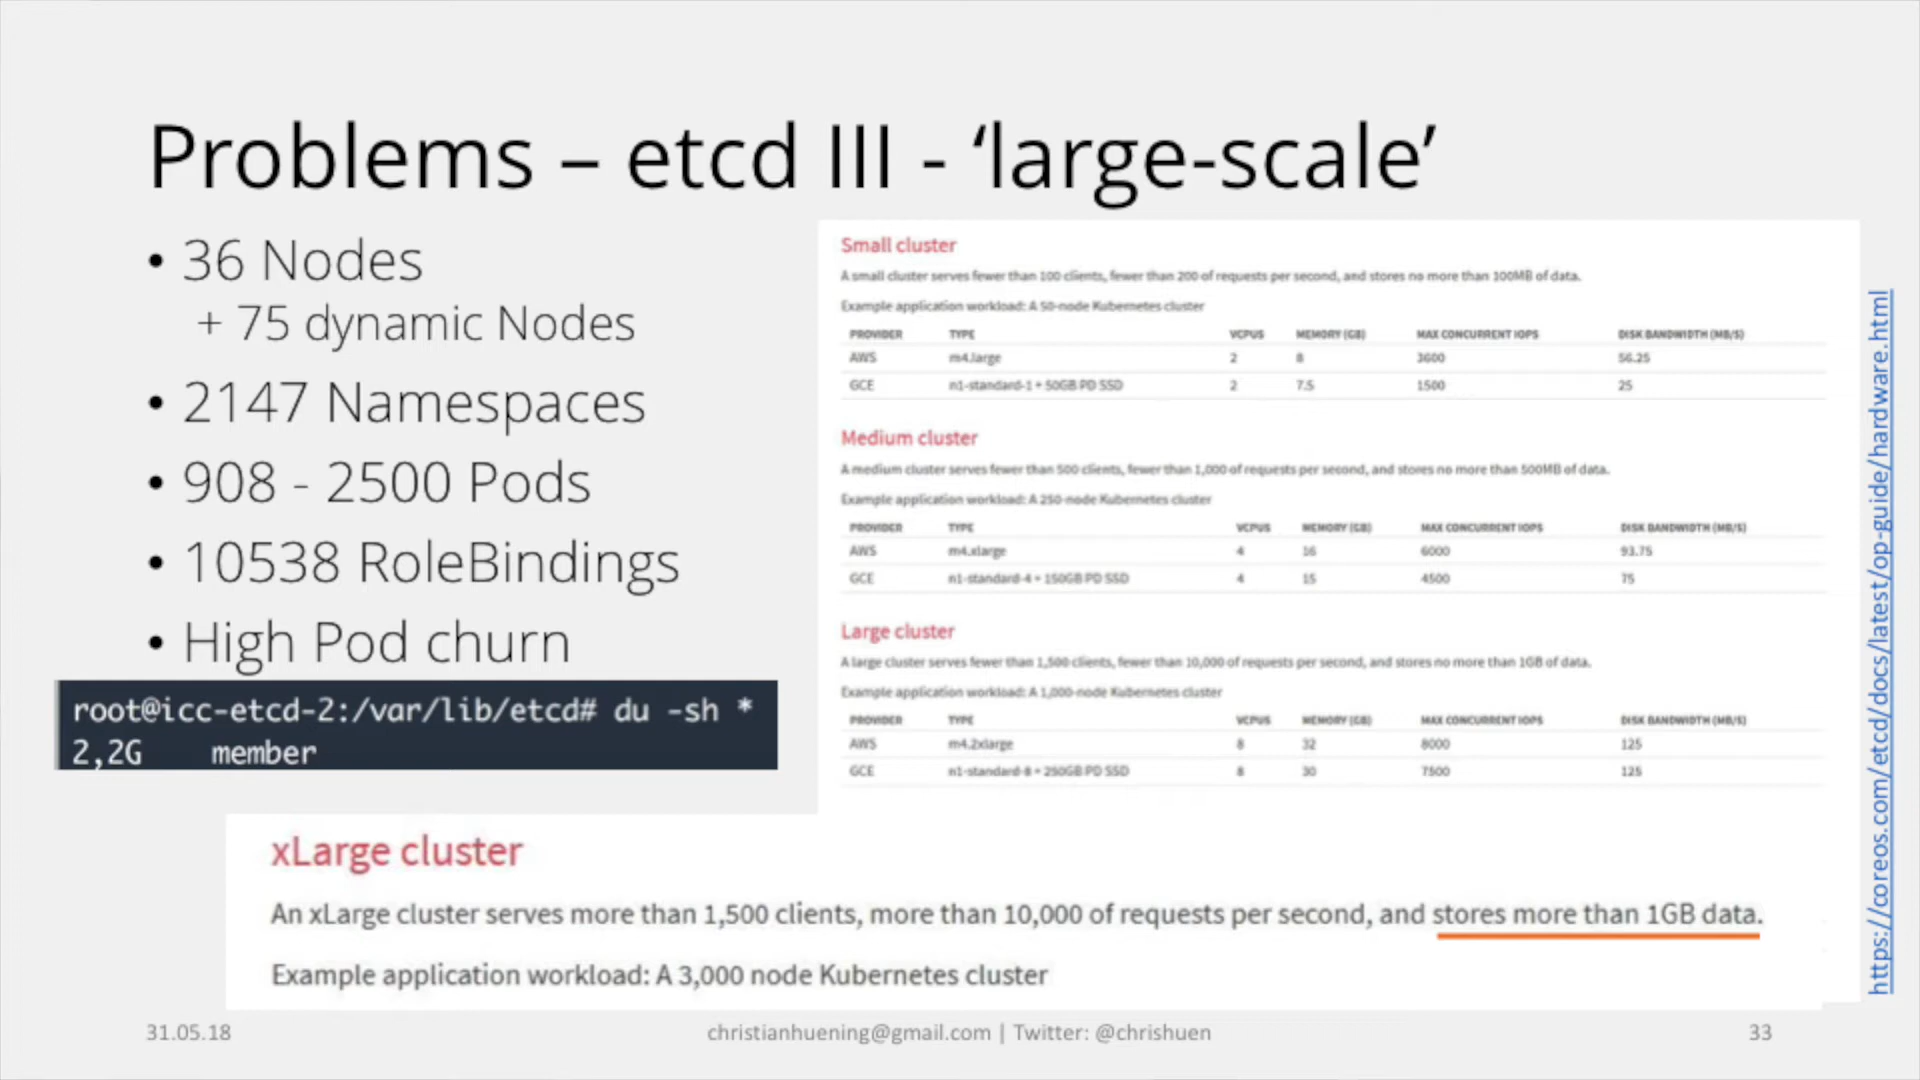 Problems – etcd III - ‘large-scale’
• 36 Nodes
+ 75 dynamic Nodes
• 2147 Namespaces
• 908 - 2500 Pods
• 10538 RoleBindings
• High Pod churn
root@icc-etcd-2:/var/lib/etcd# du -sh *
2,2G member
Small cluster
A small cluster serves fewer than 100 clients, fewer than 200 of requests per second, and stores no more than 100MB of data.
Example application workload: A 50-node Kubernetes cluster
PROVIDER TYPE VCPUS MEMORY (GB) MAX CONCURRENT IOPS DISK BANDWIDTH (MB/S)
AWS m4.large 2 8 3600 56.25
GCE n1-standard-1 + 50GB PD SSD 2 7.5 1500 25
Medium cluster
A medium cluster serves fewer than 500 clients, fewer than 1,000 of requests per second, and stores no more than 500MB of data.
Example application workload: A 250-node Kubernetes cluster
PROVIDER TYPE VCPUS MEMORY (GB) MAX CONCURRENT IOPS DISK BANDWIDTH (MB/S)
AWS m4.xlarge 4 16 6000 93.75
GCE n1-standard-4 + 150GB PD SSD 4 15 4500 75
Large cluster
A large cluster serves fewer than 1,500 clients, fewer than 10,000 of requests per second, and stores no more than 1GB of data.
Example application workload: A 1,000-node Kubernetes cluster
PROVIDER TYPE VCPUS MEMORY (GB) MAX CONCURRENT IOPS DISK BANDWIDTH (MB/S)
AWS m4.2xlarge 8 32 8000 125
GCE n1-standard-8 + 250GB PD SSD 8 30 7500 125
xLarge cluster
An xLarge cluster serves more than 1,500 clients, more than 10,000 of requests per second, and stores more than 1GB data.
Example application workload: A 3,000 node Kubernetes cluster
https://coreos.com/etcd/docs/latest/op-guide/hardware.html
31.05.18
christianhuening@gmail.com | Twitter: @chrishuen
33